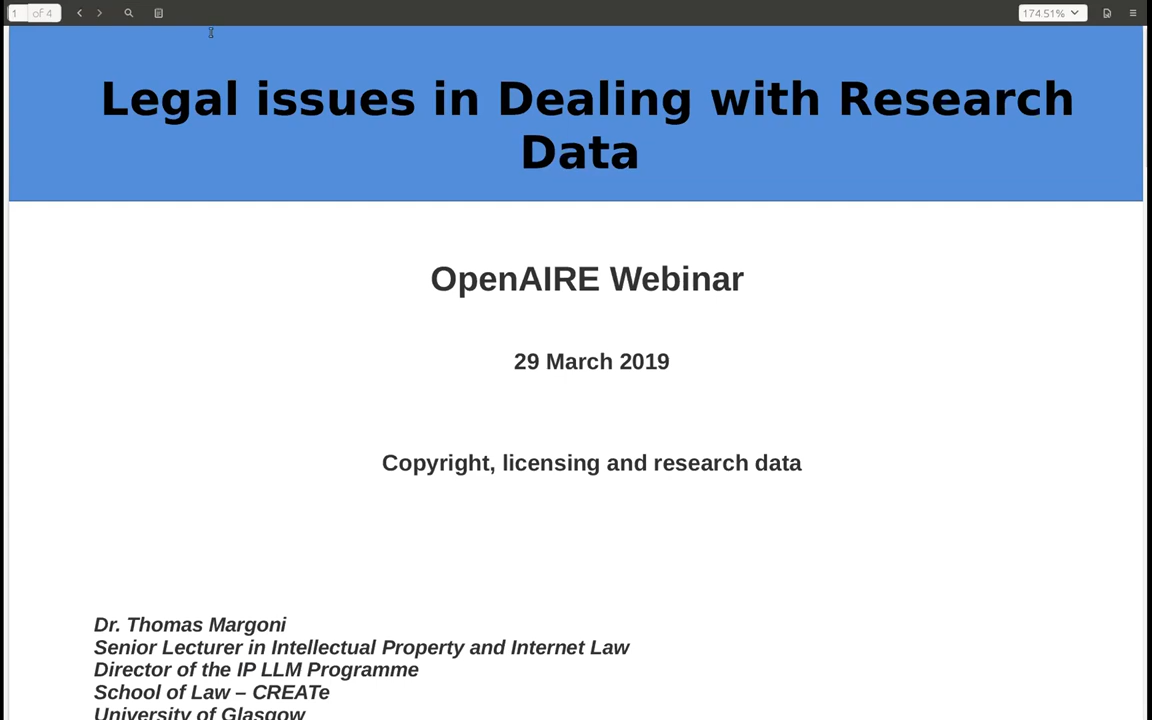 1 of 4
174.51%
Legal issues in Dealing with Research
Data
OpenAIRE Webinar
29 March 2019
Copyright, licensing and research data
Dr. Thomas Margoni
Senior Lecturer in Intellectual Property and Internet Law
Director of the IP LLM Programme
School of Law – CREATe
University of Glasgow